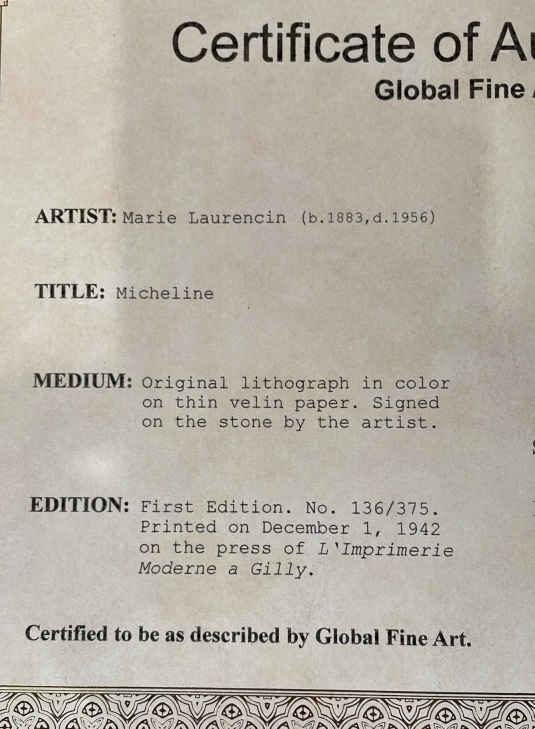 Certificate of Au
Global Fine
ARTIST: Marie Laurencin (b.1883,d.1956)
TITLE: Micheline
MEDIUM: Original lithograph in color
on thin velin paper. Signed
on the stone by the artist.
EDITION: First Edition. No. 136/375.
Printed on December 1, 1942
on the press of L'Imprimerie
Moderne a Gilly.
Certified to be as described by Global Fine Art.